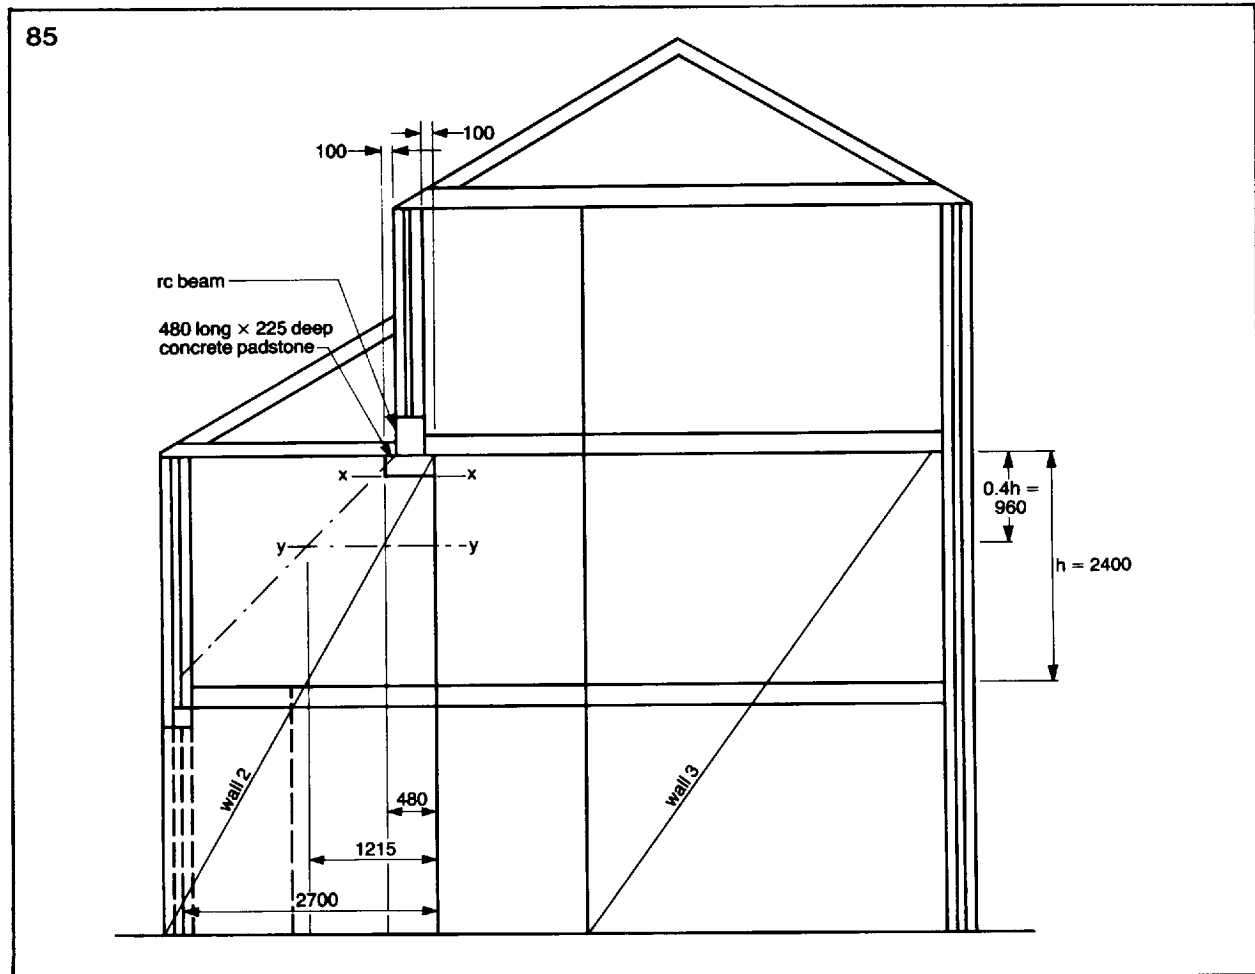 85
100
100
rc beam
480 long × 225 deep
concrete padstone
x
x
0.4h =
960
y
y
h = 2400
wall 2
wall 3
480
1215
2700